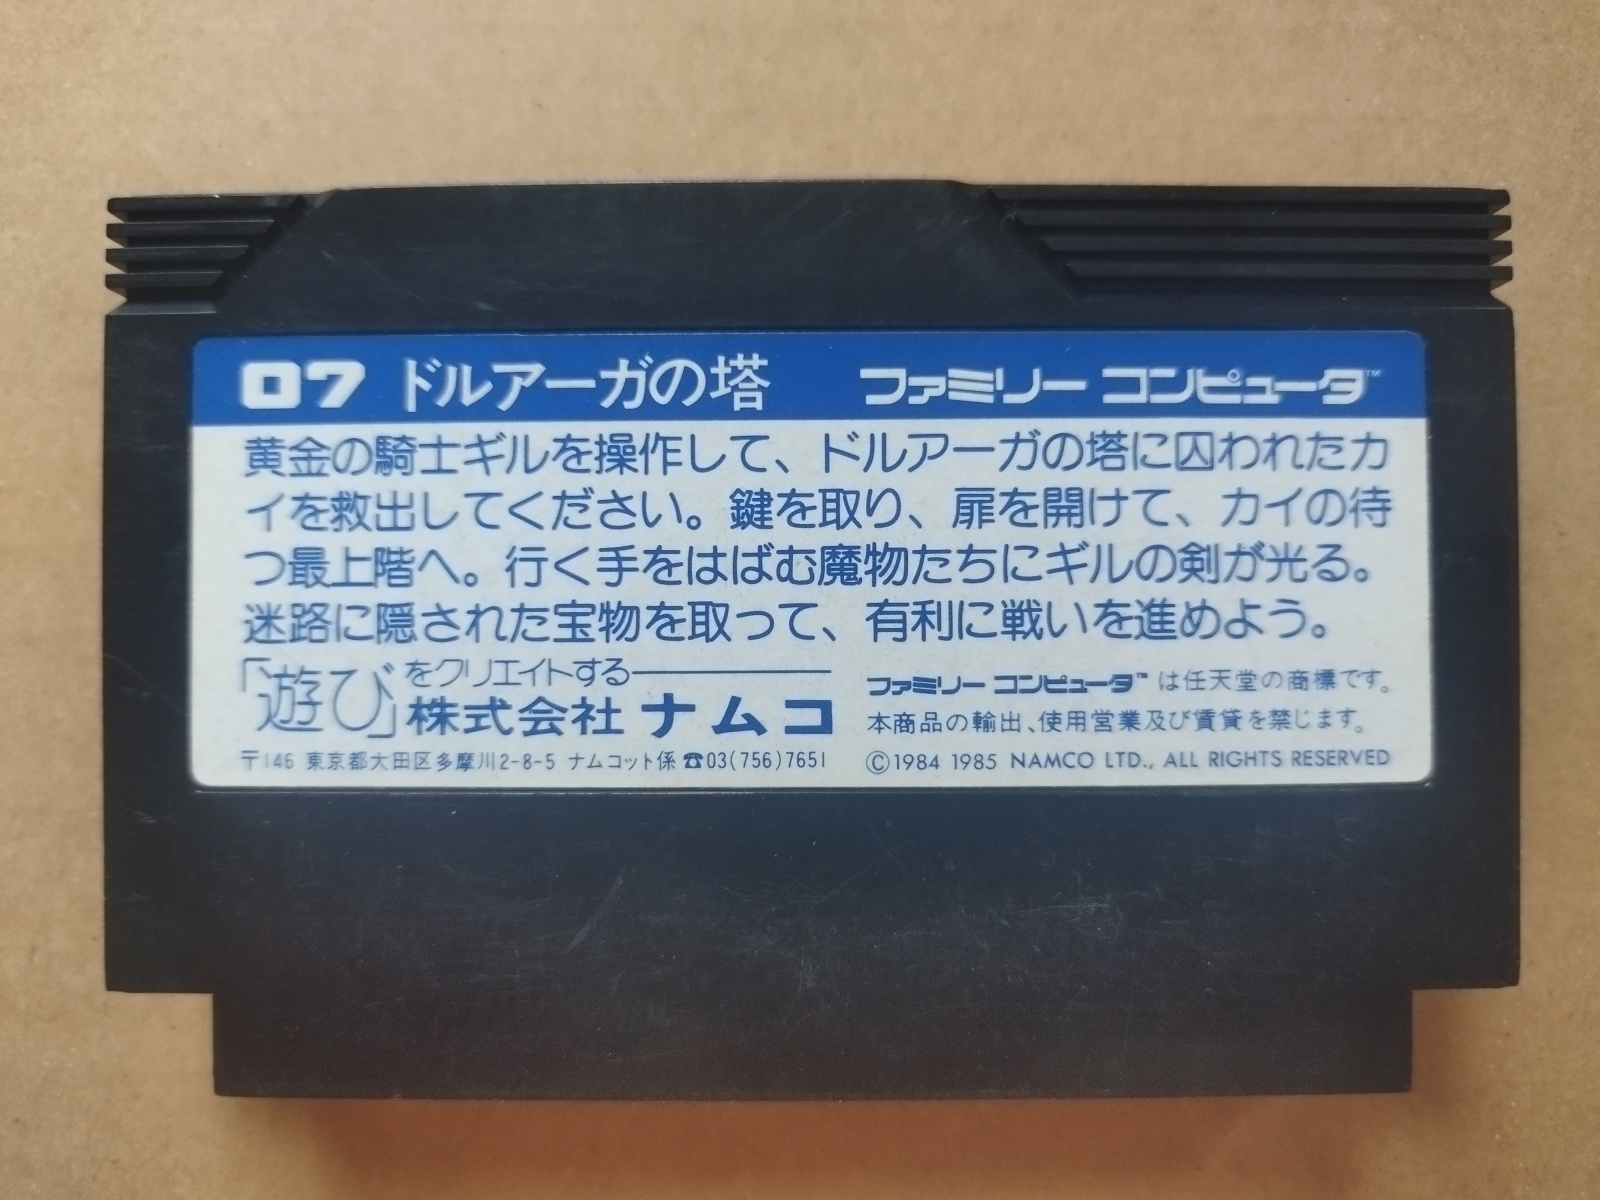 07 ドルアーガの塔 ファミリー コンピュータ™
黄金の騎士ギルを操作して、ドルアーガの塔に囚われたカ
イを救出してください。鍵を取り、扉を開けて、カイの待
つ最上階へ。行く手をはばむ魔物たちにギルの剣が光る。
迷路に隠された宝物を取って、有利に戦いを進めよう。
「遊び」をクリエイトする
株式会社 ナムコ
〒146 東京都大田区多摩川2-8-5 ナムコット係 ☎03(756)7651
ファミリー コンピュータ™は任天堂の商標です。
本商品の輸出、使用営業及び賃貸を禁じます。
©1984 1985 NAMCO LTD., ALL RIGHTS RESERVED